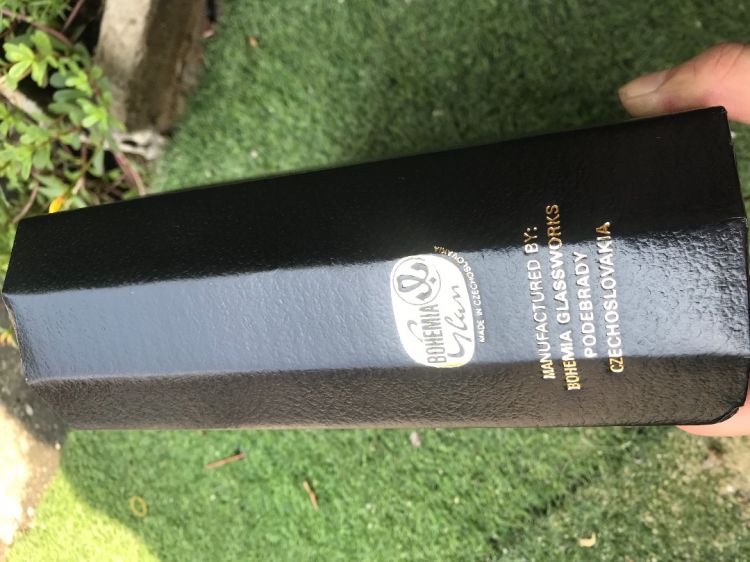 BOHEMIA
Glass
MADE IN CZECHOSLOVAKIA
MANUFACTURED BY:
BOHEMIA GLASSWORKS
PODEBRADY
CZECHOSLOVAKIA